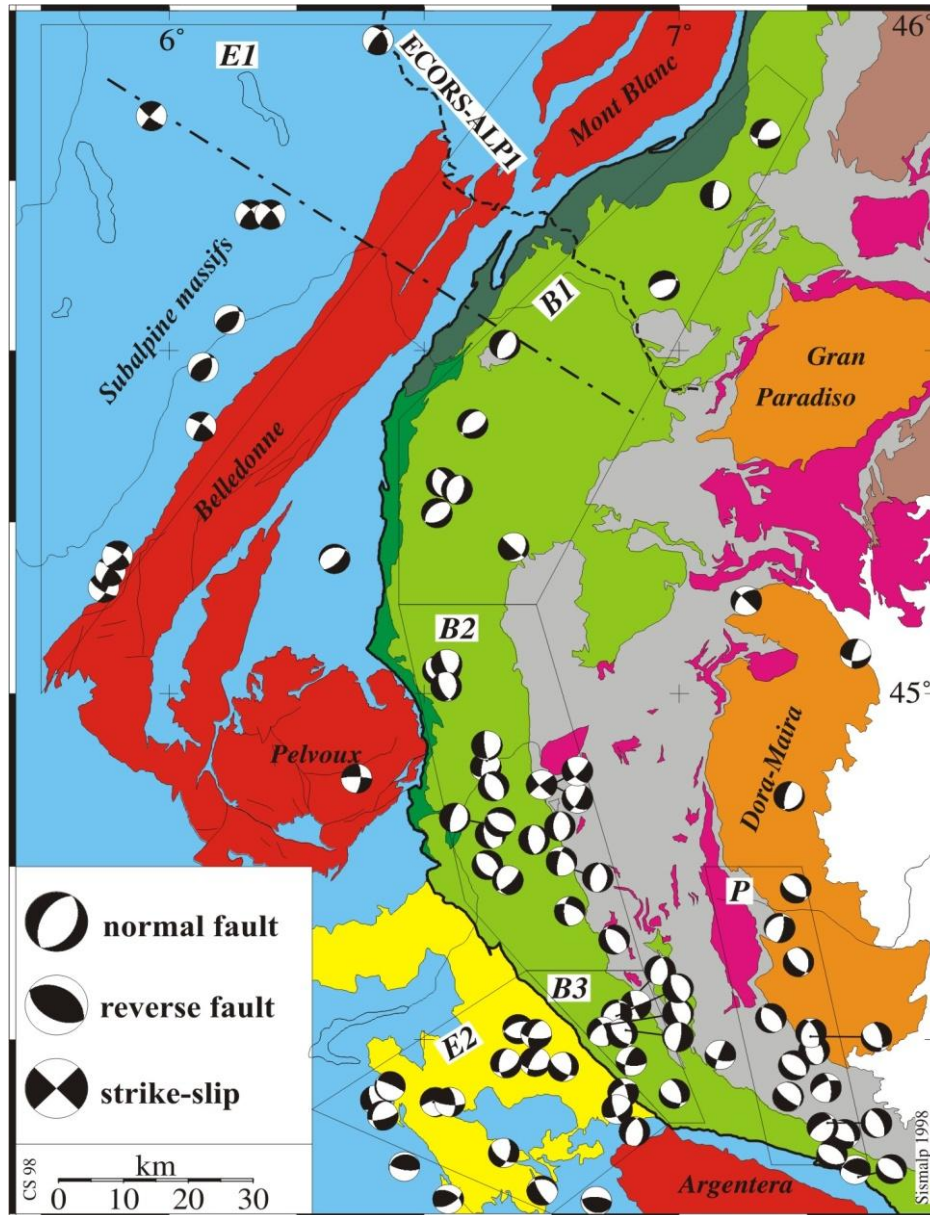 6°
7°
46°
E1
ECORS-ALP1
Mont Blanc
Subalpine massifs
B1
Gran
Paradiso
Belledonne
B2
45°
Pelvoux
Dora-Maira
P
normal fault
reverse fault
strike-slip
B3
E2
km
0 10 20 30
CS 98
Argentera
Sismalp 1998